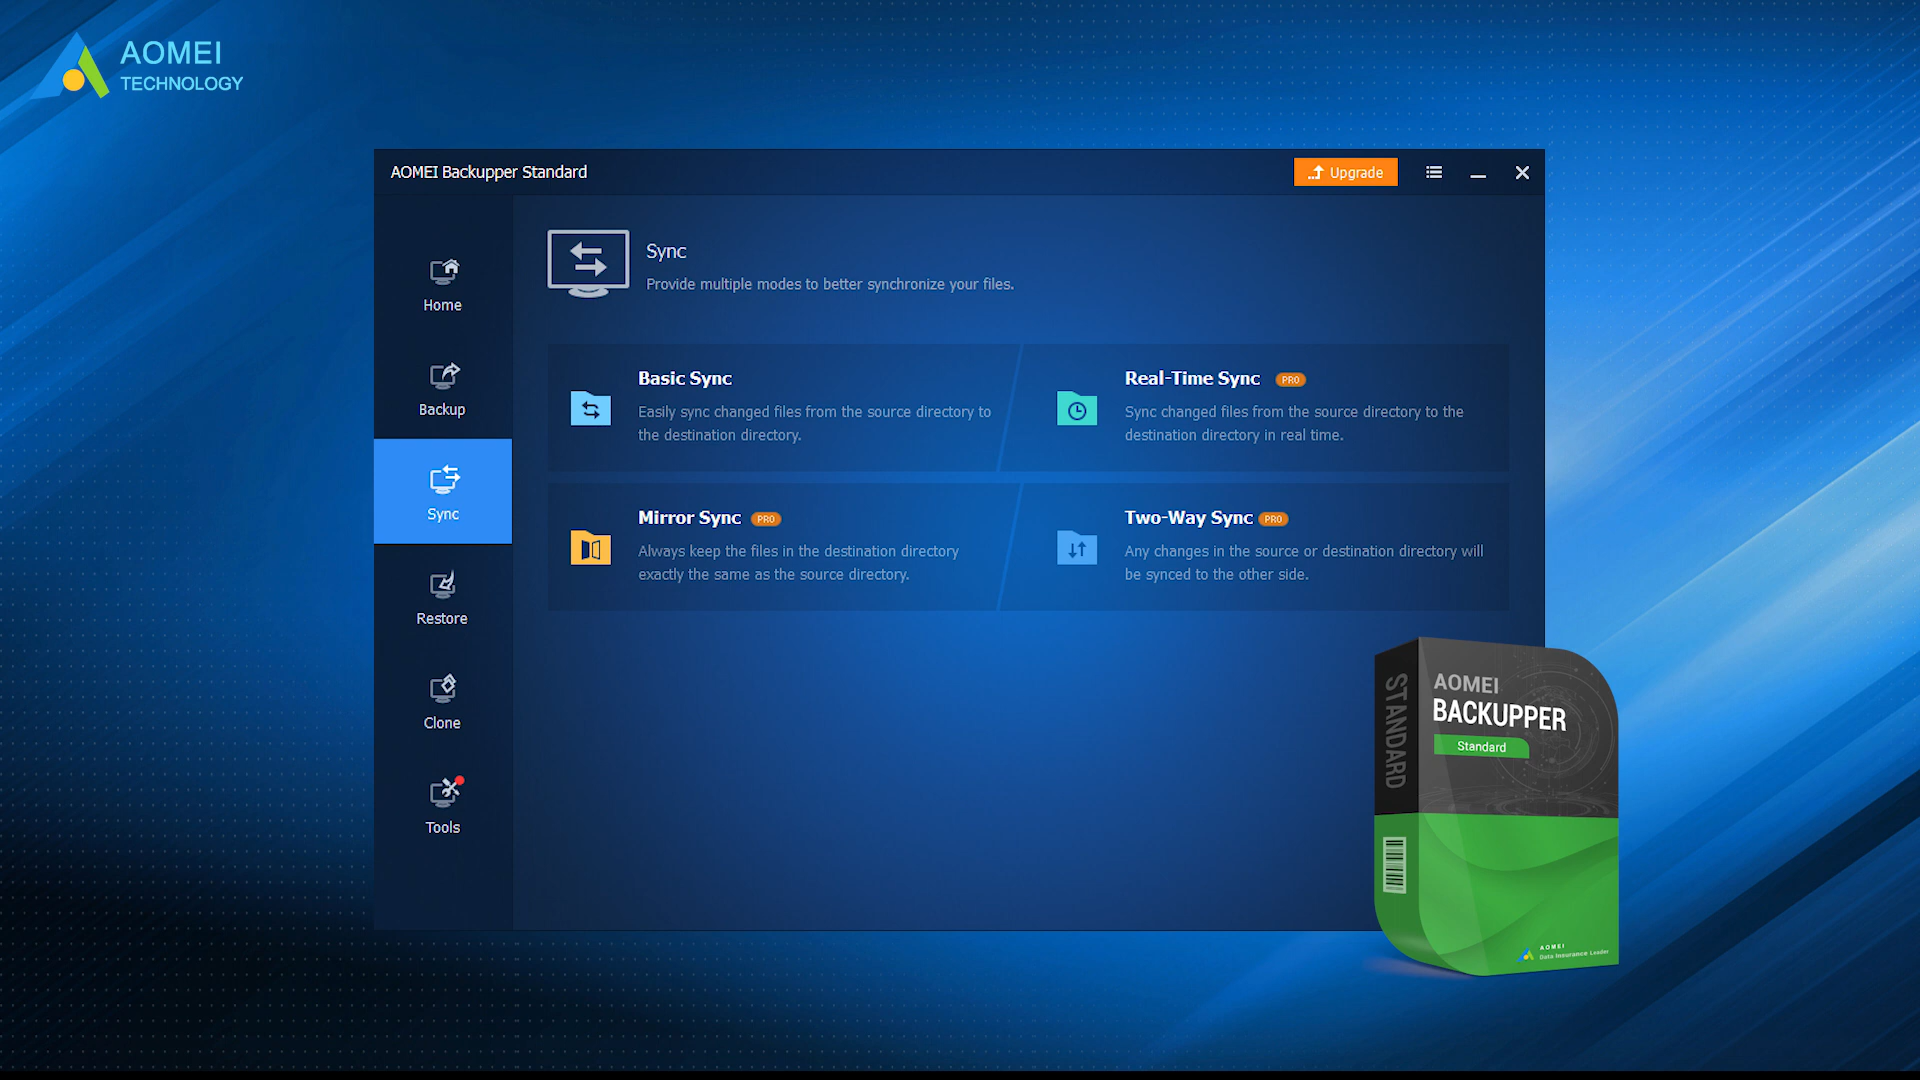 AOMEI
TECHNOLOGY
AOMEI Backupper Standard
Upgrade
Home
Backup
Sync
Restore
Clone
Tools
Sync
Provide multiple modes to better synchronize your files.
Basic Sync
Easily sync changed files from the source directory to
the destination directory.
Real-Time Sync PRO
Sync changed files from the source directory to the
destination directory in real time.
Mirror Sync PRO
Always keep the files in the destination directory
exactly the same as the source directory.
Two-Way Sync PRO
Any changes in the source or destination directory will
be synced to the other side.
STANDARD
AOMEI
BACKUPPER
Standard
AOMEI
Data Insurance Leader